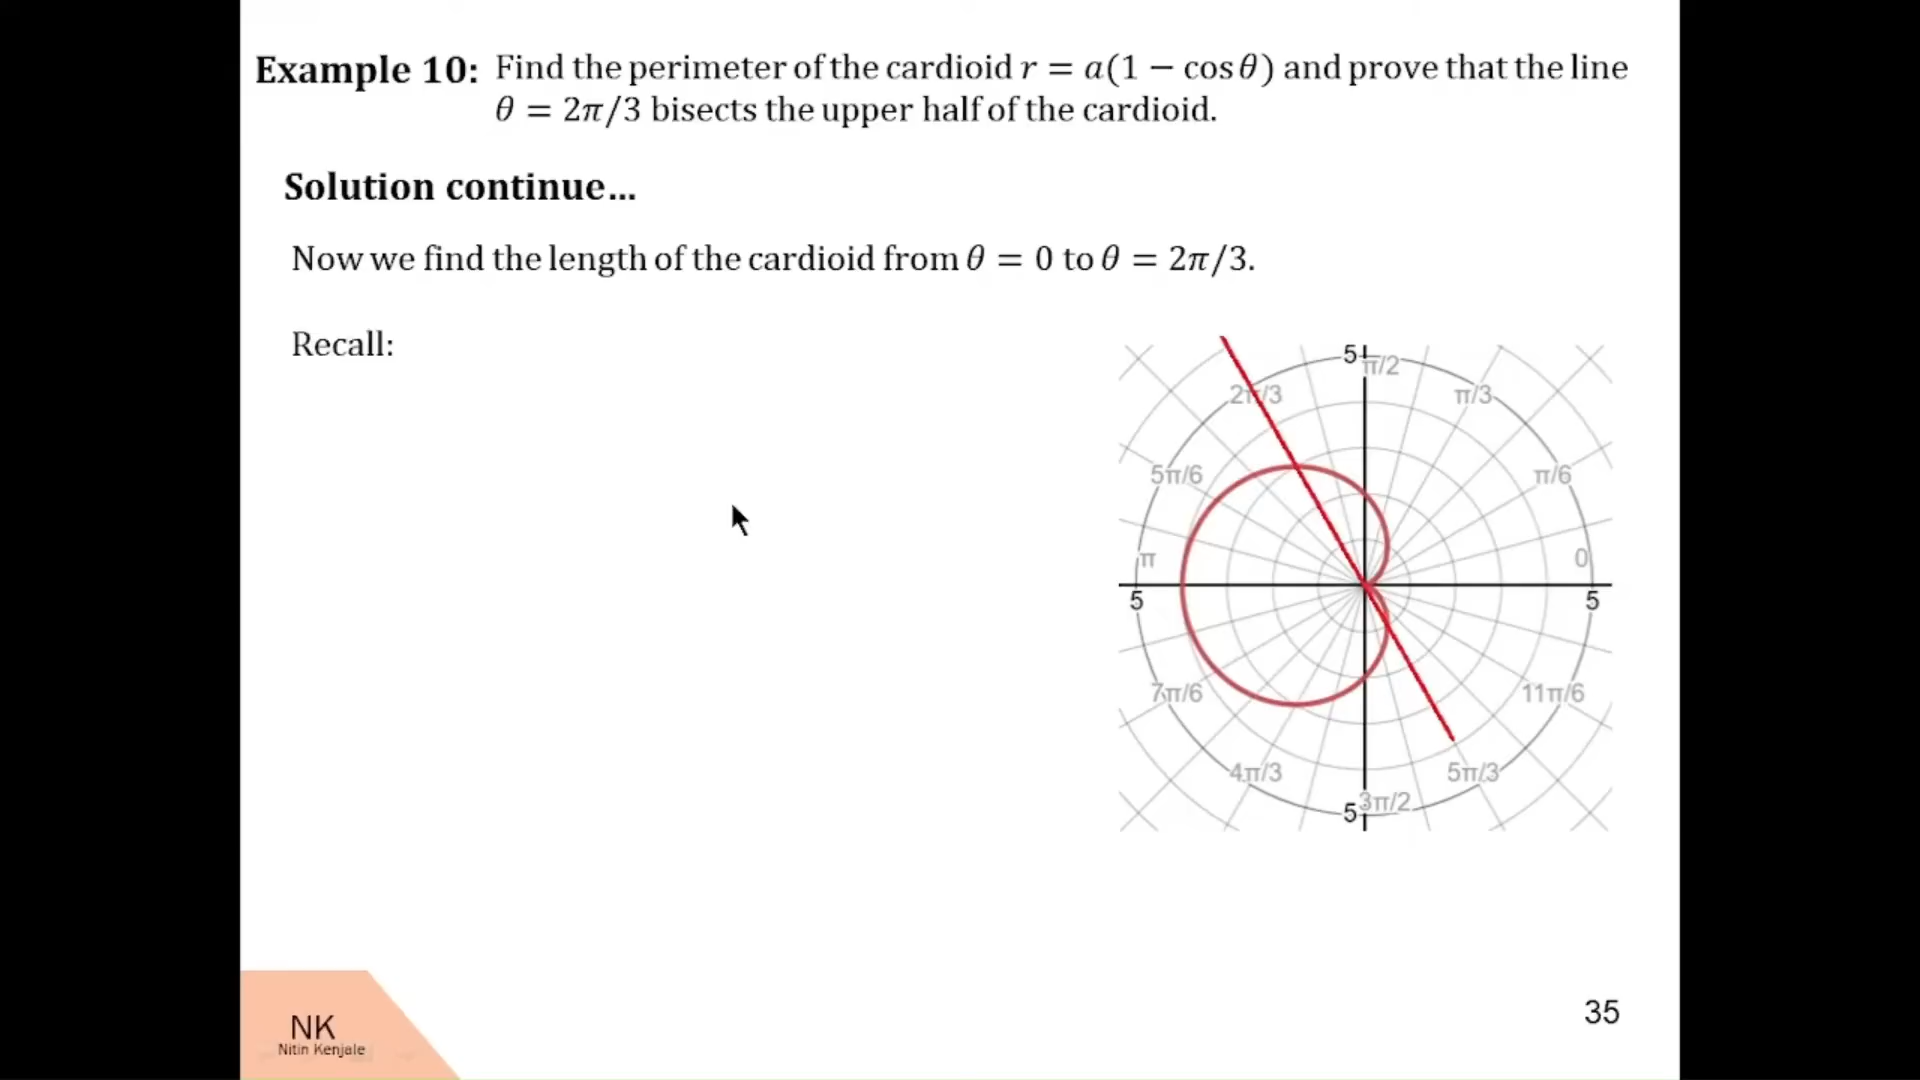 Example 10: Find the perimeter of the cardioid r = a(1 − cos θ) and prove that the line
θ = 2π/3 bisects the upper half of the cardioid.
Solution continue...
Now we find the length of the cardioid from θ = 0 to θ = 2π/3.
Recall:
5
π/2
2π/3
π/3
5π/6
π/6
π
0
5
5
7π/6
11π/6
4π/3
5π/3
3π/2
5
35
NK
Nitin Kenjale